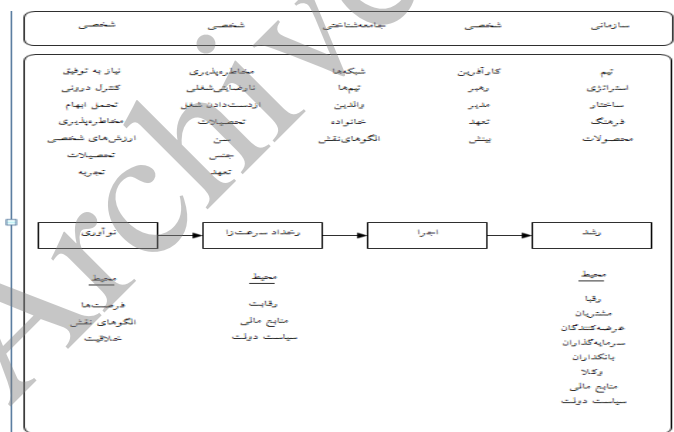 سازمانی
شخصی
جامعه‌شناختی
شخصی
شخصی
تیم
استراتژی
ساختار
فرهنگ
محصولات
کارآفرین
رهبر
مدیر
تعهد
بینش
شبکه‌ها
تیم‌ها
والدین
خانواده
الگوهای‌نقش
مخاطره‌پذیری
نارضایتی‌شغلی
ازدست‌دادن شغل
تحصیلات
سن
جنس
تعهد
نیاز به توفیق
کنترل درونی
تحمل ابهام
مخاطره‌پذیری
ارزش‌های شخصی
تحصیلات
تجربه
رشد
اجرا
رخداد سرعت‌زا
نوآوری
محیط
رقبا
مشتریان
عرضه‌کنندگان
سرمایه‌گذاران
بانکداران
وکلا
منابع مالی
سیاست دولت
محیط
رقابت
منابع مالی
سیاست دولت
محیط
فرصت‌ها
الگوهای نقش
خلاقیت
Archive